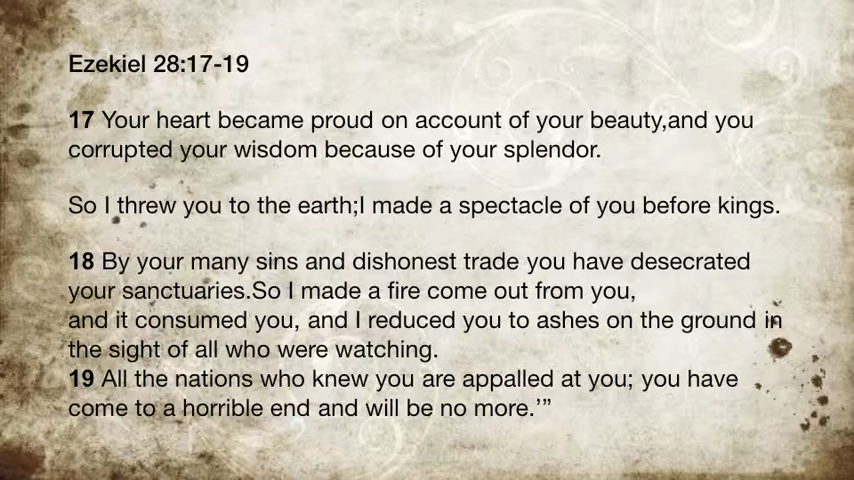 Ezekiel 28:17-19
17 Your heart became proud on account of your beauty,and you
corrupted your wisdom because of your splendor.
So I threw you to the earth;I made a spectacle of you before kings.
18 By your many sins and dishonest trade you have desecrated
your sanctuaries.So I made a fire come out from you,
and it consumed you, and I reduced you to ashes on the ground in
the sight of all who were watching.
19 All the nations who knew you are appalled at you; you have
come to a horrible end and will be no more.’”